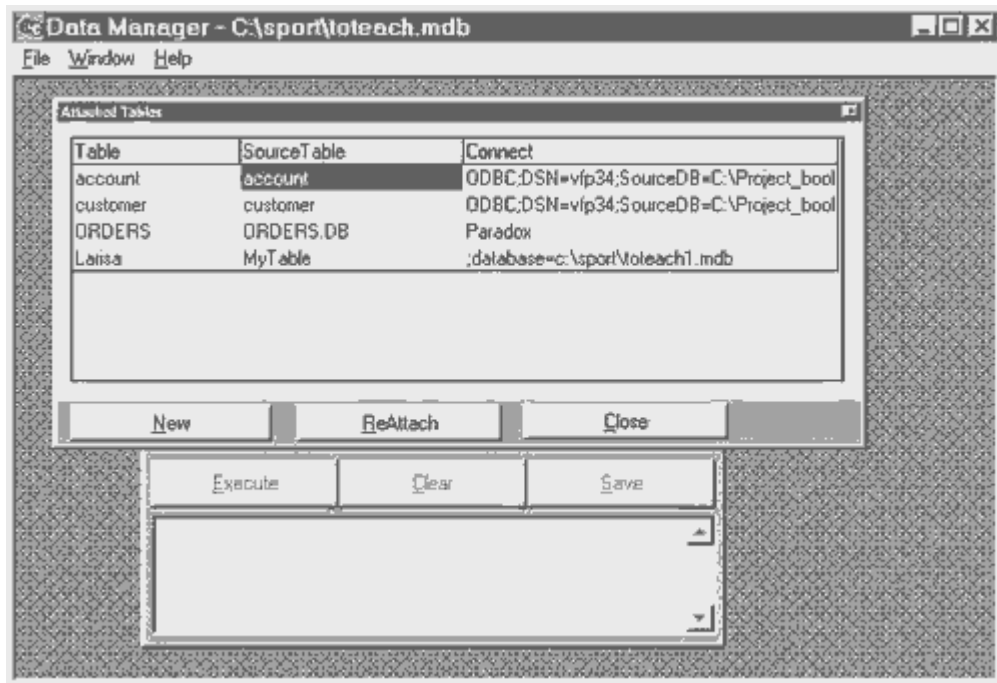 Data Manager - C:\sport\toteach.mdb
File Window Help
Attached Tables
Table SourceTable Connect
account account ODBC;DSN=vfp34;SourceDB=C:\Project_bool
customer customer ODBC;DSN=vfp34;SourceDB=C:\Project_bool
ORDERS ORDERS.DB Paradox
Larisa MyTable ;database=c:\sport\toteach1.mdb
New ReAttach Close
Execute Clear Save